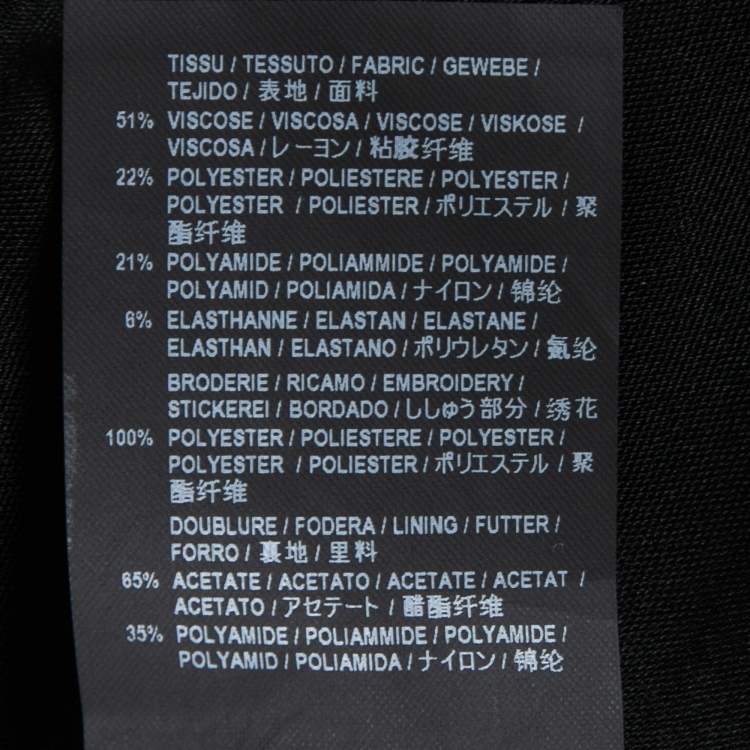 TISSU / TESSUTO / FABRIC / GEWEBE /
TEJIDO / 表地 / 面料
51% VISCOSE / VISCOSA / VISCOSE / VISKOSE /
VISCOSA / レーヨン / 粘胶纤维
22% POLYESTER / POLIESTERE / POLYESTER /
POLYESTER / POLIESTER / ポリエステル / 聚
酯纤维
21% POLYAMIDE / POLIAMMIDE / POLYAMIDE /
POLYAMID / POLIAMIDA / ナイロン / 锦纶
6% ELASTHANNE / ELASTAN / ELASTANE /
ELASTHAN / ELASTANO / ポリウレタン / 氨纶
BRODERIE / RICAMO / EMBROIDERY /
STICKEREI / BORDADO / ししゅう部分 / 绣花
100% POLYESTER / POLIESTERE / POLYESTER /
POLYESTER / POLIESTER / ポリエステル / 聚
酯纤维
DOUBLURE / FODERA / LINING / FUTTER /
FORRO / 裏地 / 里料
65% ACETATE / ACETATO / ACETATE / ACETAT /
ACETATO / アセテート / 醋酯纤维
35% POLYAMIDE / POLIAMMIDE / POLYAMIDE /
POLYAMID / POLIAMIDA / ナイロン / 锦纶